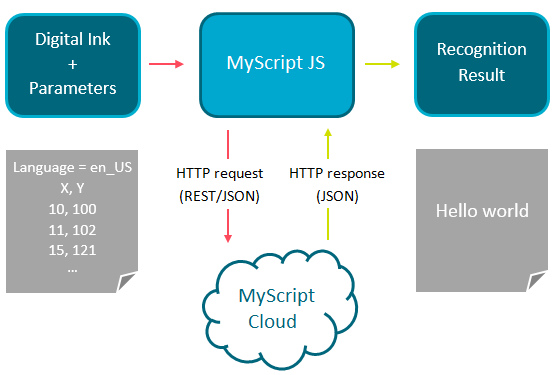 Digital Ink
+
Parameters
MyScript JS
Recognition
Result
Language = en_US
X, Y
10, 100
11, 102
15, 121
...
HTTP request
(REST/JSON)
HTTP response
(JSON)
Hello world
MyScript
Cloud